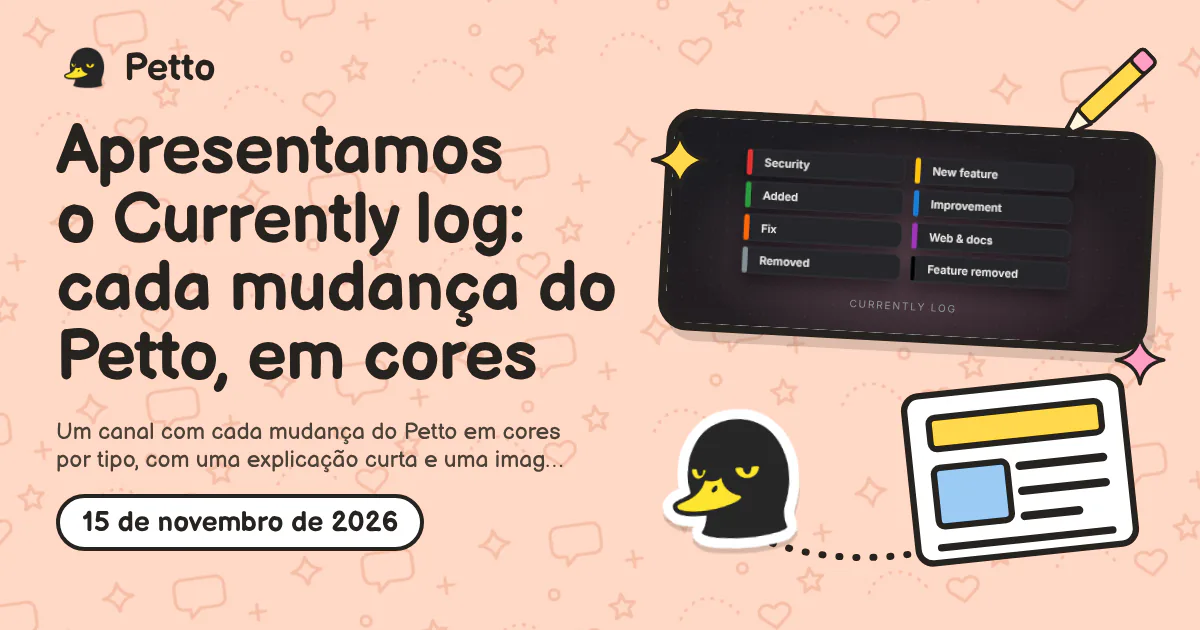 Petto
Apresentamos
o Currently log:
cada mudança do
Petto, em cores
Um canal com cada mudança do Petto em cores
por tipo, com uma explicação curta e uma imag...
15 de novembro de 2026
Security
Added
Fix
Removed
New feature
Improvement
Web & docs
Feature removed
CURRENTLY LOG